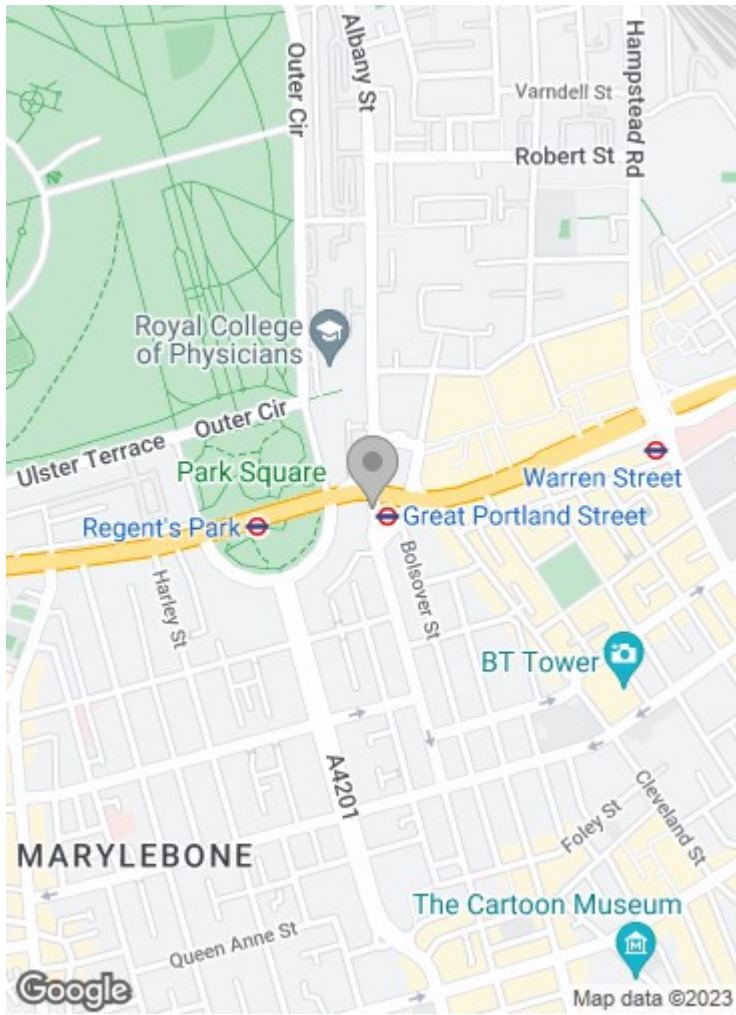 Outer Cir
Albany St
Hampstead Rd
Varndell St
Robert St
Royal College
of Physicians
Outer Cir
Ulster Terrace
Park Square
Warren Street
Regent's Park
Great Portland Street
Harley St
Bolsover St
BT Tower
A4201
Cleveland St
Foley St
MARYLEBONE
The Cartoon Museum
M
Queen Anne St
Google
Map data ©2023